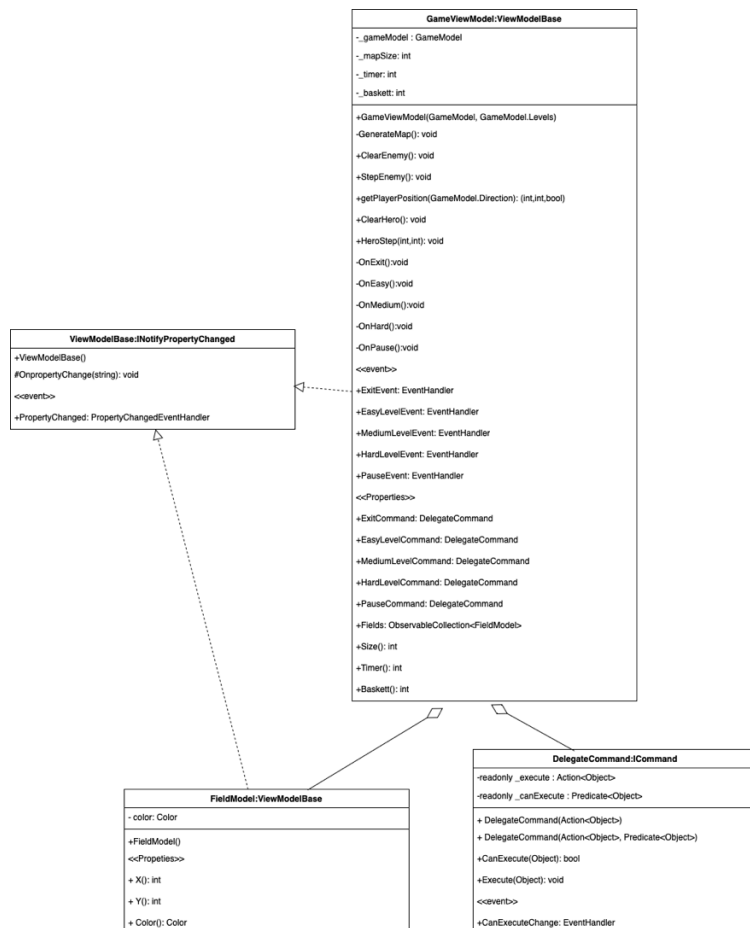 GameViewModel:ViewModelBase
-_gameModel : GameModel
-_mapSize: int
-_timer: int
-_baskett: int
+GameViewModel(GameModel, GameModel.Levels)
-GenerateMap(): void
+ClearEnemy(): void
+StepEnemy(): void
+getPlayerPosition(GameModel.Direction): (int,int,bool)
+ClearHero(): void
+HeroStep(int,int): void
-OnExit():void
-OnEasy():void
-OnMedium():void
-OnHard():void
-OnPause():void
<<event>>
+ExitEvent: EventHandler
+EasyLevelEvent: EventHandler
+MediumLevelEvent: EventHandler
+HardLevelEvent: EventHandler
+PauseEvent: EventHandler
<<Properties>>
+ExitCommand: DelegateCommand
+EasyLevelCommand: DelegateCommand
+MediumLevelCommand: DelegateCommand
+HardLevelCommand: DelegateCommand
+PauseCommand: DelegateCommand
+Fields: ObservableCollection<FieldModel>
+Size(): int
+Timer(): int
+Baskett(): int
ViewModelBase:INotifyPropertyChanged
+ViewModelBase()
#OnpropertyChange(string): void
<<event>>
+PropertyChanged: PropertyChangedEventHandler
FieldModel:ViewModelBase
- color: Color
+FieldModel()
<<Propeties>>
+ X(): int
+ Y(): int
+ Color(): Color
DelegateCommand:ICommand
-readonly _execute : Action<Object>
-readonly _canExecute : Predicate<Object>
+ DelegateCommand(Action<Object>)
+ DelegateCommand(Action<Object>, Predicate<Object>)
+CanExecute(Object): bool
+Execute(Object): void
<<event>>
+CanExecuteChange: EventHandler